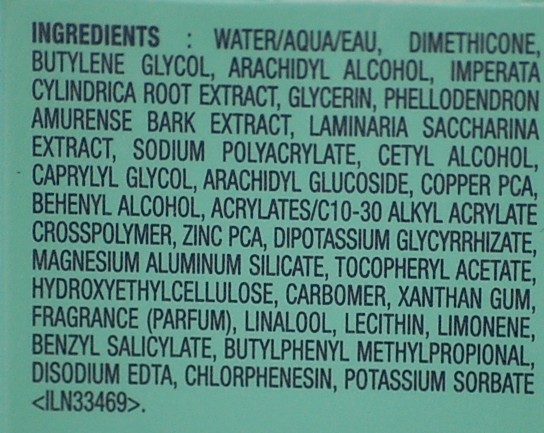 INGREDIENTS : WATER/AQUA/EAU, DIMETHICONE,
BUTYLENE GLYCOL, ARACHIDYL ALCOHOL, IMPERATA
CYLINDRICA ROOT EXTRACT, GLYCERIN, PHELLODENDRON
AMURENSE BARK EXTRACT, LAMINARIA SACCHARINA
EXTRACT, SODIUM POLYACRYLATE, CETYL ALCOHOL,
CAPRYLYL GLYCOL, ARACHIDYL GLUCOSIDE, COPPER PCA,
BEHENYL ALCOHOL, ACRYLATES/C10-30 ALKYL ACRYLATE
CROSSPOLYMER, ZINC PCA, DIPOTASSIUM GLYCYRRHIZATE,
MAGNESIUM ALUMINUM SILICATE, TOCOPHERYL ACETATE,
HYDROXYETHYLCELLULOSE, CARBOMER, XANTHAN GUM,
FRAGRANCE (PARFUM), LINALOOL, LECITHIN, LIMONENE,
BENZYL SALICYLATE, BUTYLPHENYL METHYLPROPIONAL,
DISODIUM EDTA, CHLORPHENESIN, POTASSIUM SORBATE
<ILN33469>.